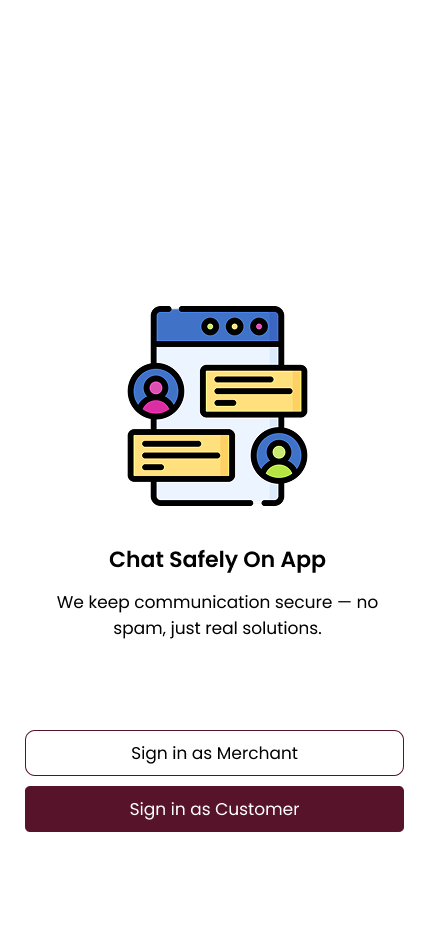 Chat Safely On App
We keep communication secure — no
spam, just real solutions.
Sign in as Merchant
Sign in as Customer